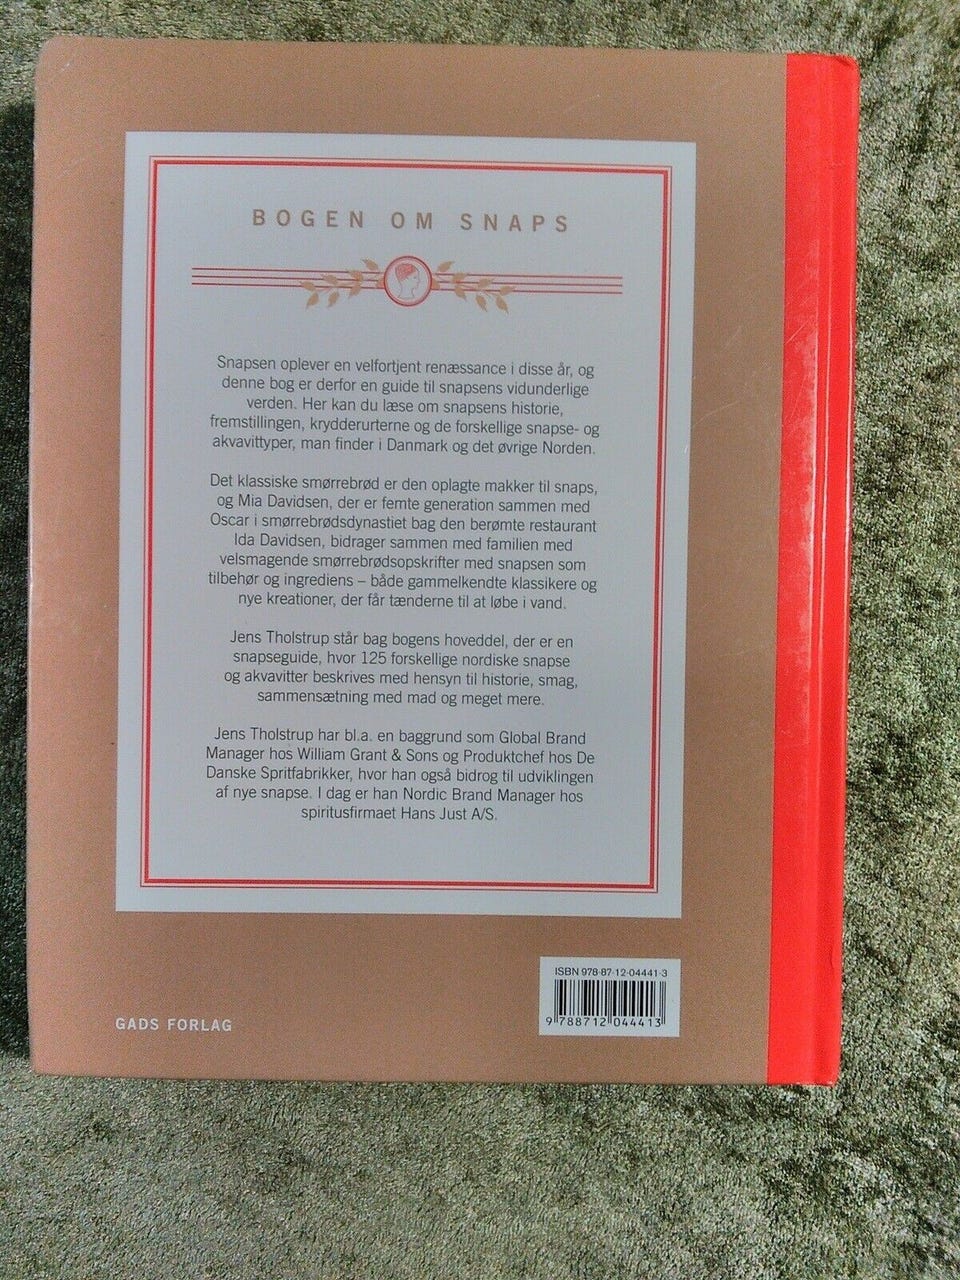 BOGEN OM SNAPS
Snapsen oplever en velfortjent renæssance i disse år, og
denne bog er derfor en guide til snapsens vidunderlige
verden. Her kan du læse om snapsens historie,
fremstillingen, krydderurterne og de forskellige snapse- og
akvavittyper, man finder i Danmark og det øvrige Norden.
Det klassiske smørrebrød er den oplagte makker til snaps,
og Mia Davidsen, der er femte generation sammen med
Oscar i smørrebrødsdynastiet bag den berømte restaurant
Ida Davidsen, bidrager sammen med familien med
velsmagende smørrebrødsopskrifter med snapsen som
tilbehør og ingrediens – både gammelkendte klassikere og
nye kreationer, der får tænderne til at løbe i vand.
Jens Tholstrup står bag bogens hoveddel, der er en
snapseguide, hvor 125 forskellige nordiske snapse
og akvavitter beskrives med hensyn til historie, smag,
sammensætning med mad og meget mere.
Jens Tholstrup har bl.a. en baggrund som Global Brand
Manager hos William Grant & Sons og Produktchef hos De
Danske Spritfabrikker, hvor han også bidrog til udviklingen
af nye snapse. I dag er han Nordic Brand Manager hos
spiritusfirmaet Hans Just A/S.
ISBN 978-87-12-04441-3
9 788712 044413
GADS FORLAG